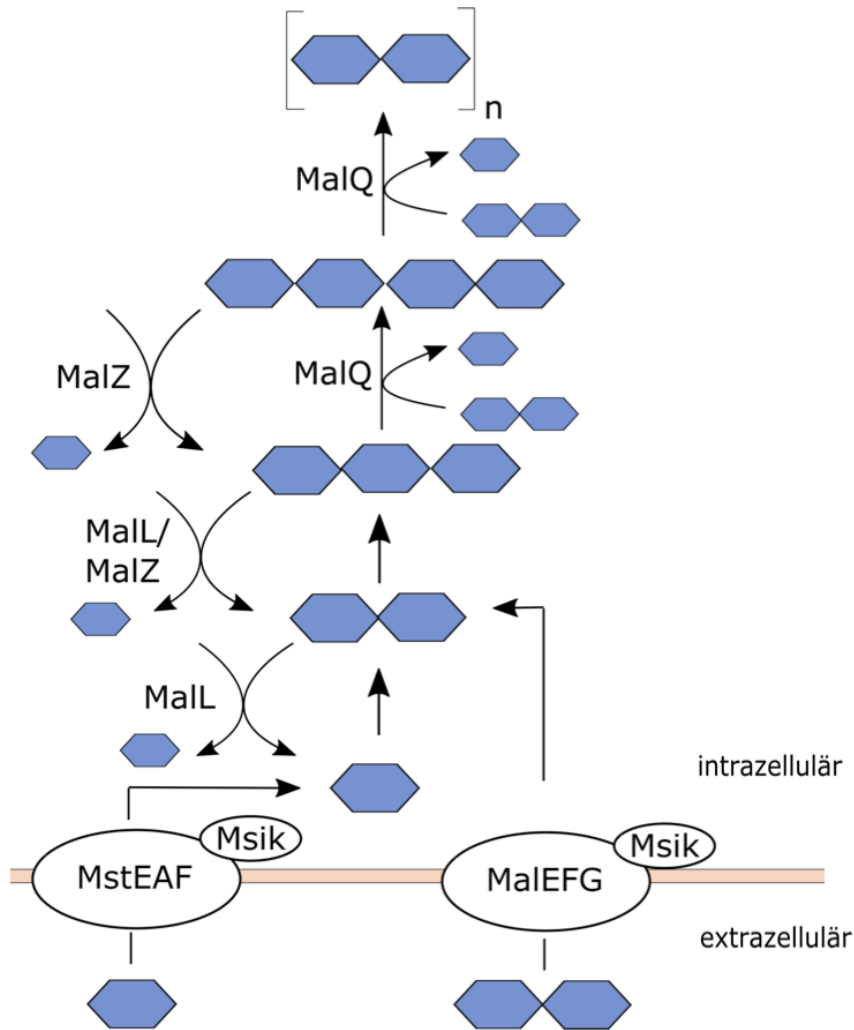 n
MalQ
MalZ
MalQ
MalL/
MalZ
MalL
intrazellulär
MstEAF
Msik
MalEFG
Msik
extrazellulär